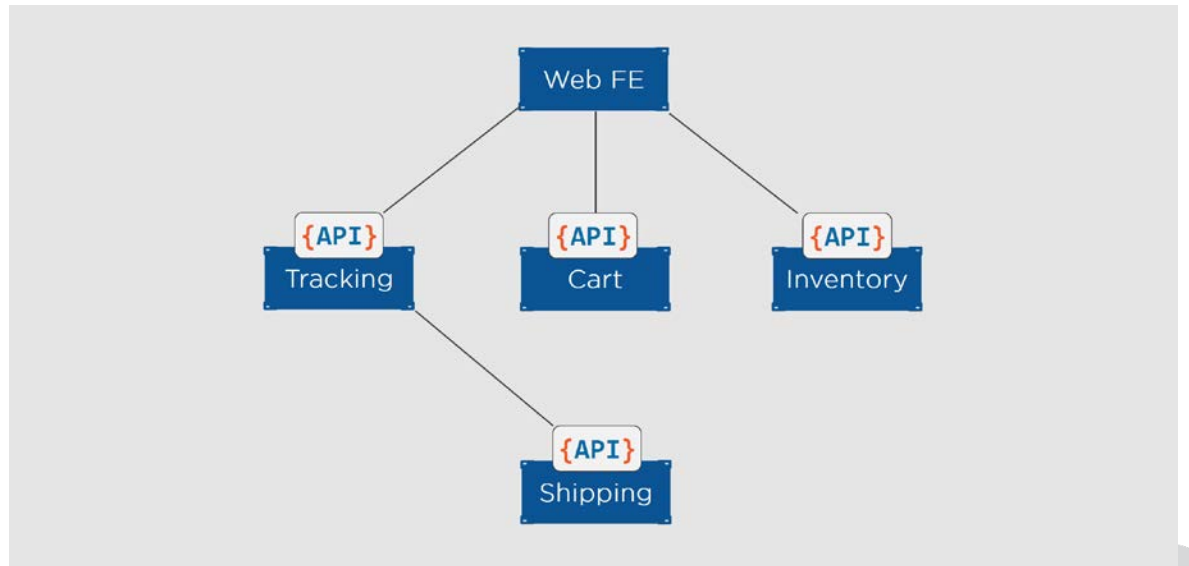 Web FE
{API}
{API}
{API}
Tracking
Cart
Inventory
{API}
Shipping